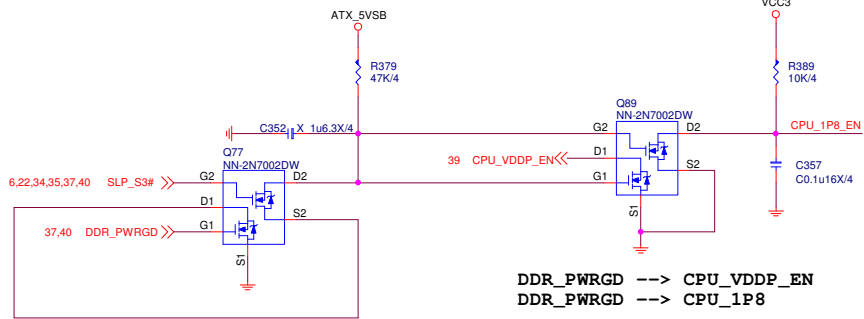 ATX_5VSB
VCC3
R379
47K/4
R389
10K/4
Q89
NN-2N7002DW
C352
X_1u6.3X/4
G2
D2
CPU_1P8_EN
Q77
NN-2N7002DW
39
CPU_VDDP_EN
D1
S2
C357
C0.1u16X/4
6,22,34,35,37,40
SLP_S3#
G2
D2
G1
D1
S2
S1
37,40
DDR_PWRGD
G1
S1
DDR_PWRGD --> CPU_VDDP_EN
DDR_PWRGD --> CPU_1P8